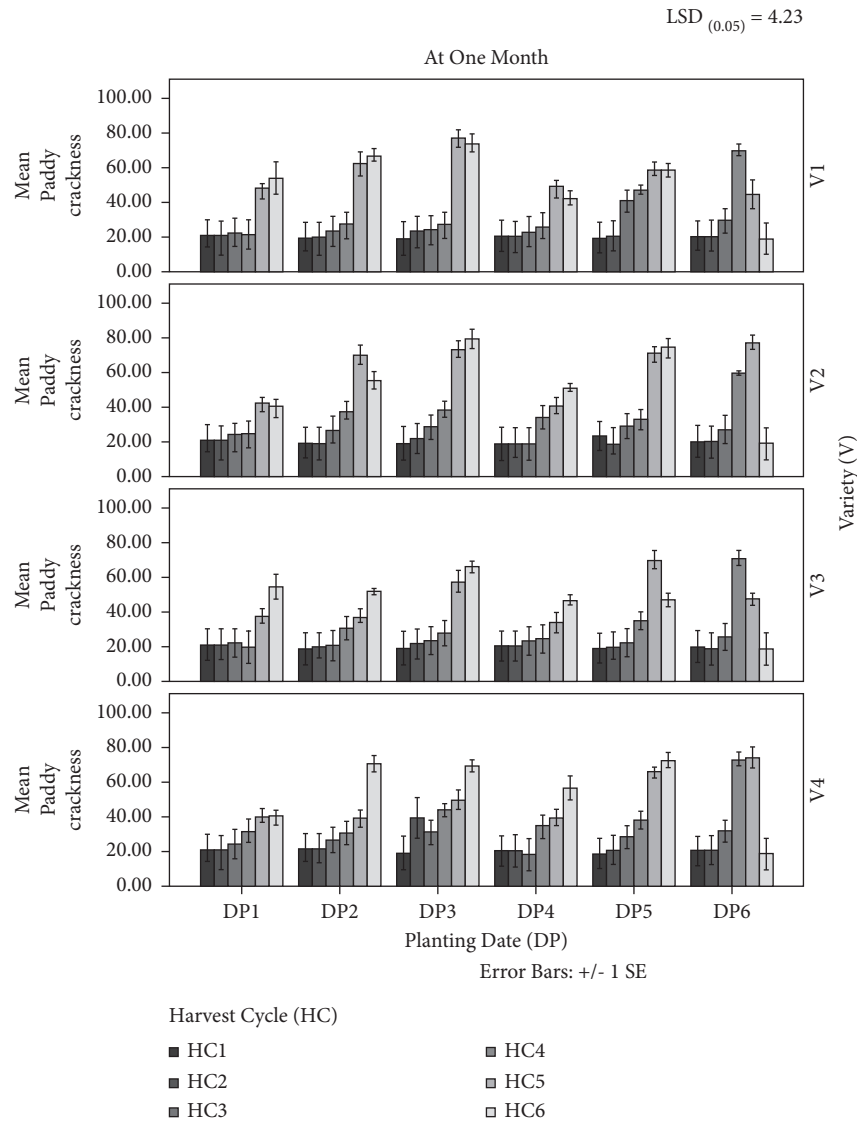 LSD (0.05) = 4.23
At One Month
Mean Paddy crackness
100.00
80.00
60.00
40.00
20.00
0.00
V1
Mean Paddy crackness
100.00
80.00
60.00
40.00
20.00
0.00
V2
Mean Paddy crackness
100.00
80.00
60.00
40.00
20.00
0.00
V3
Mean Paddy crackness
100.00
80.00
60.00
40.00
20.00
0.00
V4
Variety (V)
DP1 DP2 DP3 DP4 DP5 DP6
Planting Date (DP)
Error Bars: +/- 1 SE
Harvest Cycle (HC)
HC1
HC2
HC3
HC4
HC5
HC6